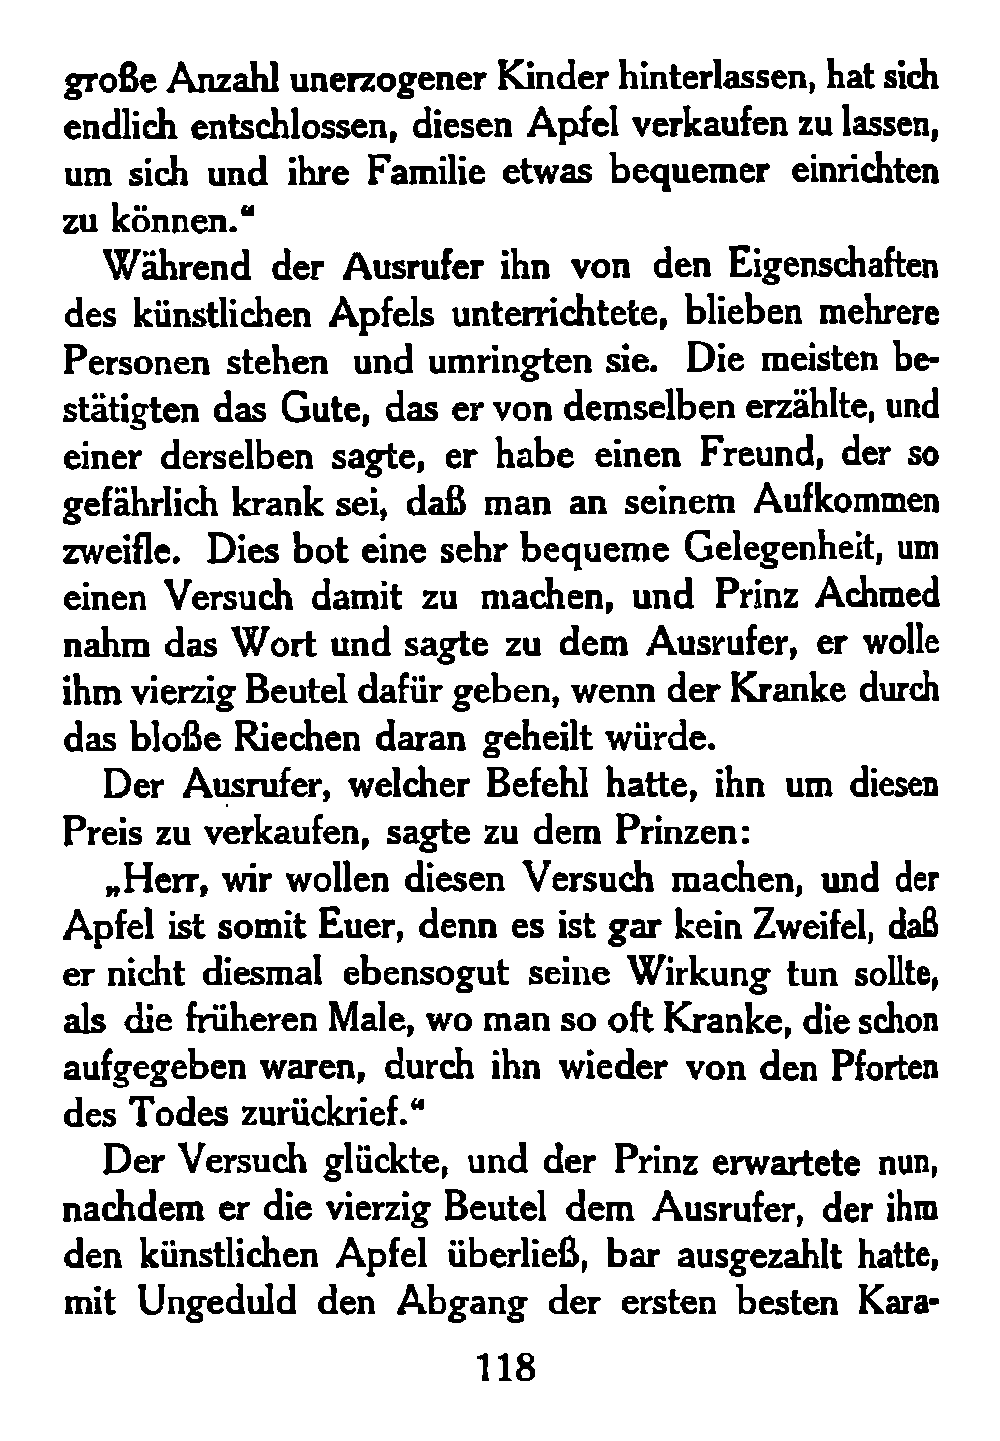 große Anzahl unerzogener Kinder hinterlassen, hat sich
endlich entschlossen, diesen Apfel verkaufen zu lassen,
um sich und ihre Familie etwas bequemer einrichten
zu können.“
Während der Ausrufer ihn von den Eigenschaften
des künstlichen Apfels unterrichtete, blieben mehrere
Personen stehen und umringten sie. Die meisten be-
stätigten das Gute, das er von demselben erzählte, und
einer derselben sagte, er habe einen Freund, der so
gefährlich krank sei, daß man an seinem Aufkommen
zweifle. Dies bot eine sehr bequeme Gelegenheit, um
einen Versuch damit zu machen, und Prinz Achmed
nahm das Wort und sagte zu dem Ausrufer, er wolle
ihm vierzig Beutel dafür geben, wenn der Kranke durch
das bloße Riechen daran geheilt würde.
Der Ausrufer, welcher Befehl hatte, ihn um diesen
Preis zu verkaufen, sagte zu dem Prinzen:
„Herr, wir wollen diesen Versuch machen, und der
Apfel ist somit Euer, denn es ist gar kein Zweifel, daß
er nicht diesmal ebensogut seine Wirkung tun sollte,
als die früheren Male, wo man so oft Kranke, die schon
aufgegeben waren, durch ihn wieder von den Pforten
des Todes zurückrief.“
Der Versuch glückte, und der Prinz erwartete nun,
nachdem er die vierzig Beutel dem Ausrufer, der ihm
den künstlichen Apfel überließ, bar ausgezahlt hatte,
mit Ungeduld den Abgang der ersten besten Kara-
118